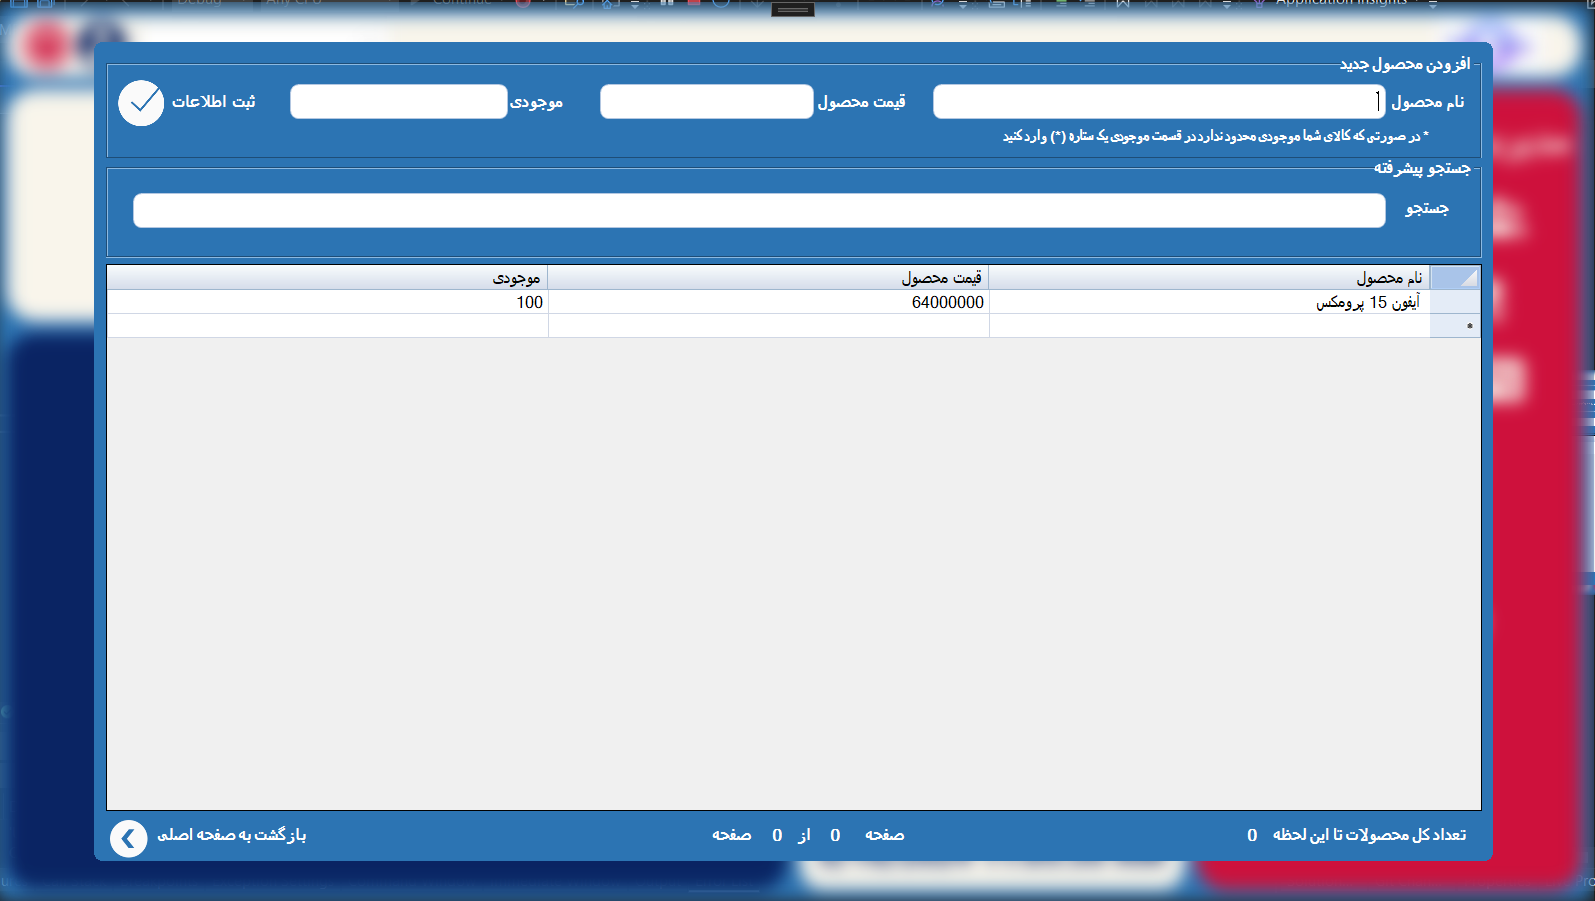 افزودن محصول جدید
نام محصول
قیمت محصول
موجودی
ثبت اطلاعات
* در صورتی که کالای شما موجودی محدود ندارد در قسمت موجودی یک ستاره (*) وارد کنید
جستجو پیشرفته
جستجو
نام محصول قیمت محصول موجودی
آیفون 15 پرومکس 64000000 100
*
تعداد کل محصولات تا این لحظه 0
صفحه 0 از 0 صفحه
بازگشت به صفحه اصلی